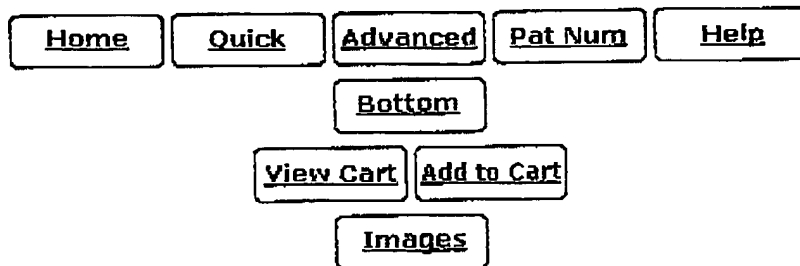 Home Quick Advanced Pat Num Help
Bottom
View Cart Add to Cart
Images